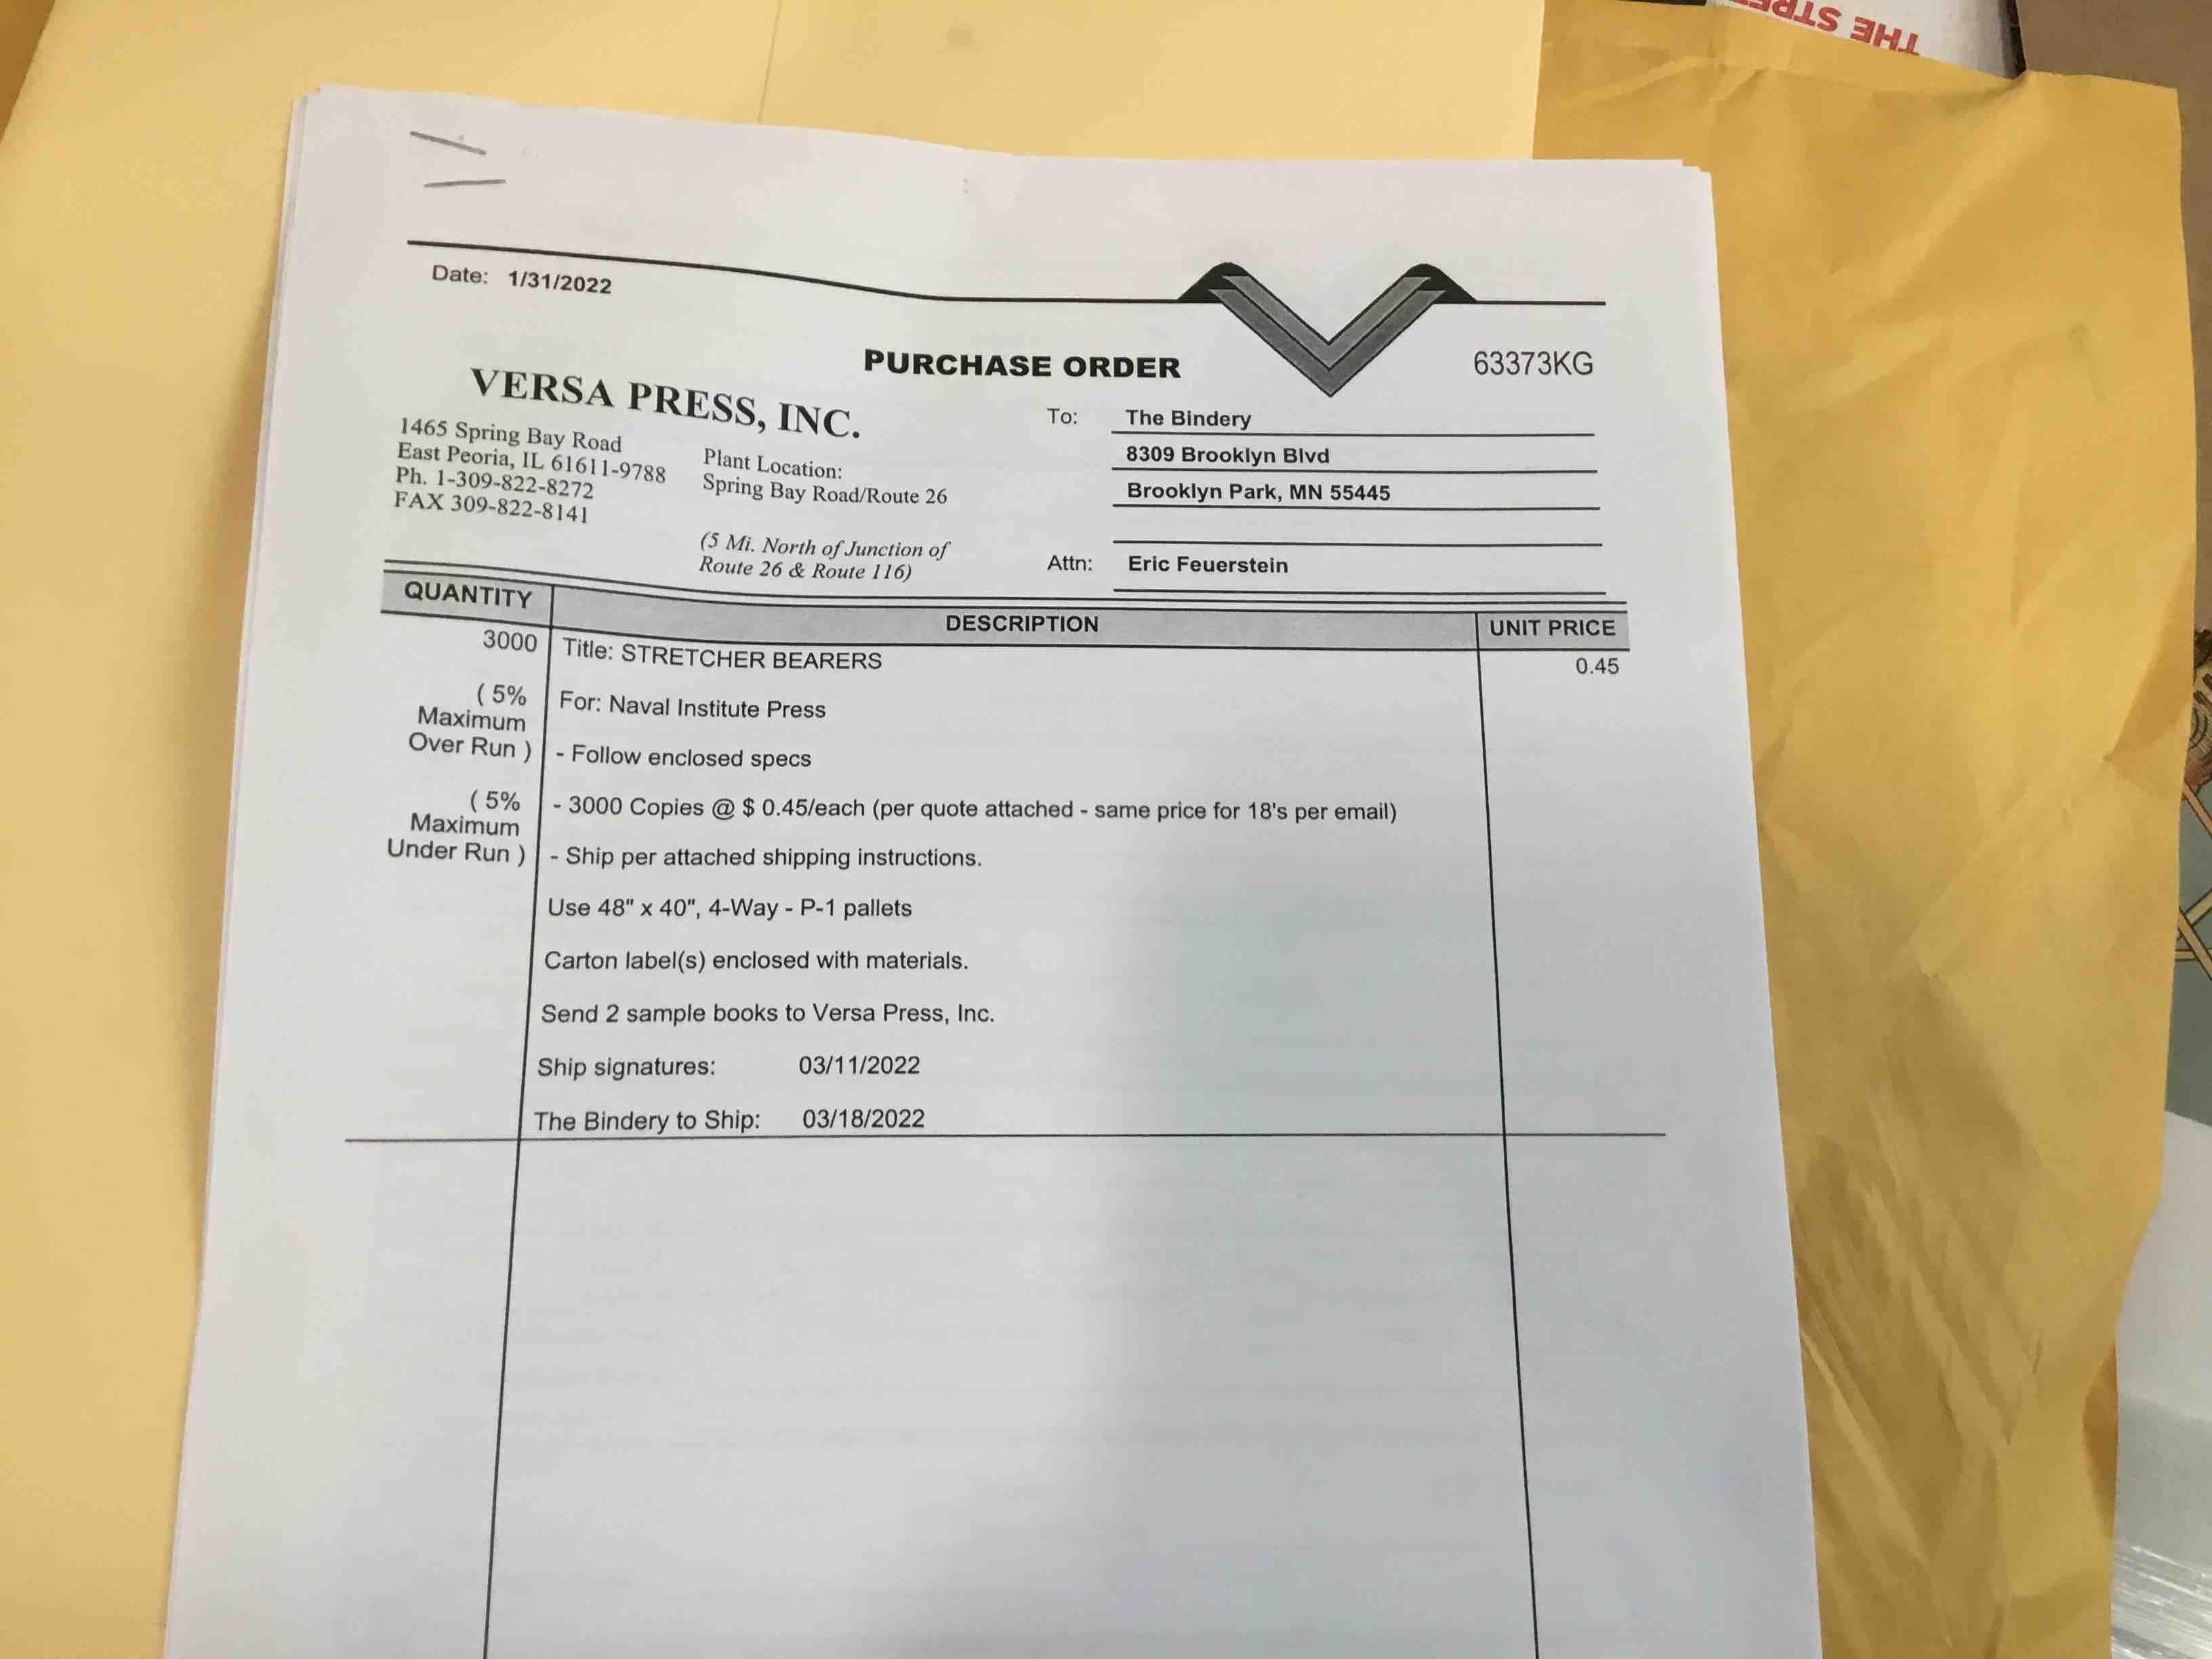 THE STRE
Date: 1/31/2022
PURCHASE ORDER
63373KG
VERSA PRESS, INC.
1465 Spring Bay Road
East Peoria, IL 61611-9788
Ph. 1-309-822-8272
FAX 309-822-8141
Plant Location:
Spring Bay Road/Route 26
(5 Mi. North of Junction of
Route 26 & Route 116)
To: The Bindery
8309 Brooklyn Blvd
Brooklyn Park, MN 55445
Attn: Eric Feuerstein
QUANTITY DESCRIPTION UNIT PRICE
3000 Title: STRETCHER BEARERS 0.45
( 5%
Maximum
Over Run )
( 5%
Maximum
Under Run )
For: Naval Institute Press
- Follow enclosed specs
- 3000 Copies @ $ 0.45/each (per quote attached - same price for 18's per email)
- Ship per attached shipping instructions.
Use 48" x 40", 4-Way - P-1 pallets
Carton label(s) enclosed with materials.
Send 2 sample books to Versa Press, Inc.
Ship signatures: 03/11/2022
The Bindery to Ship: 03/18/2022